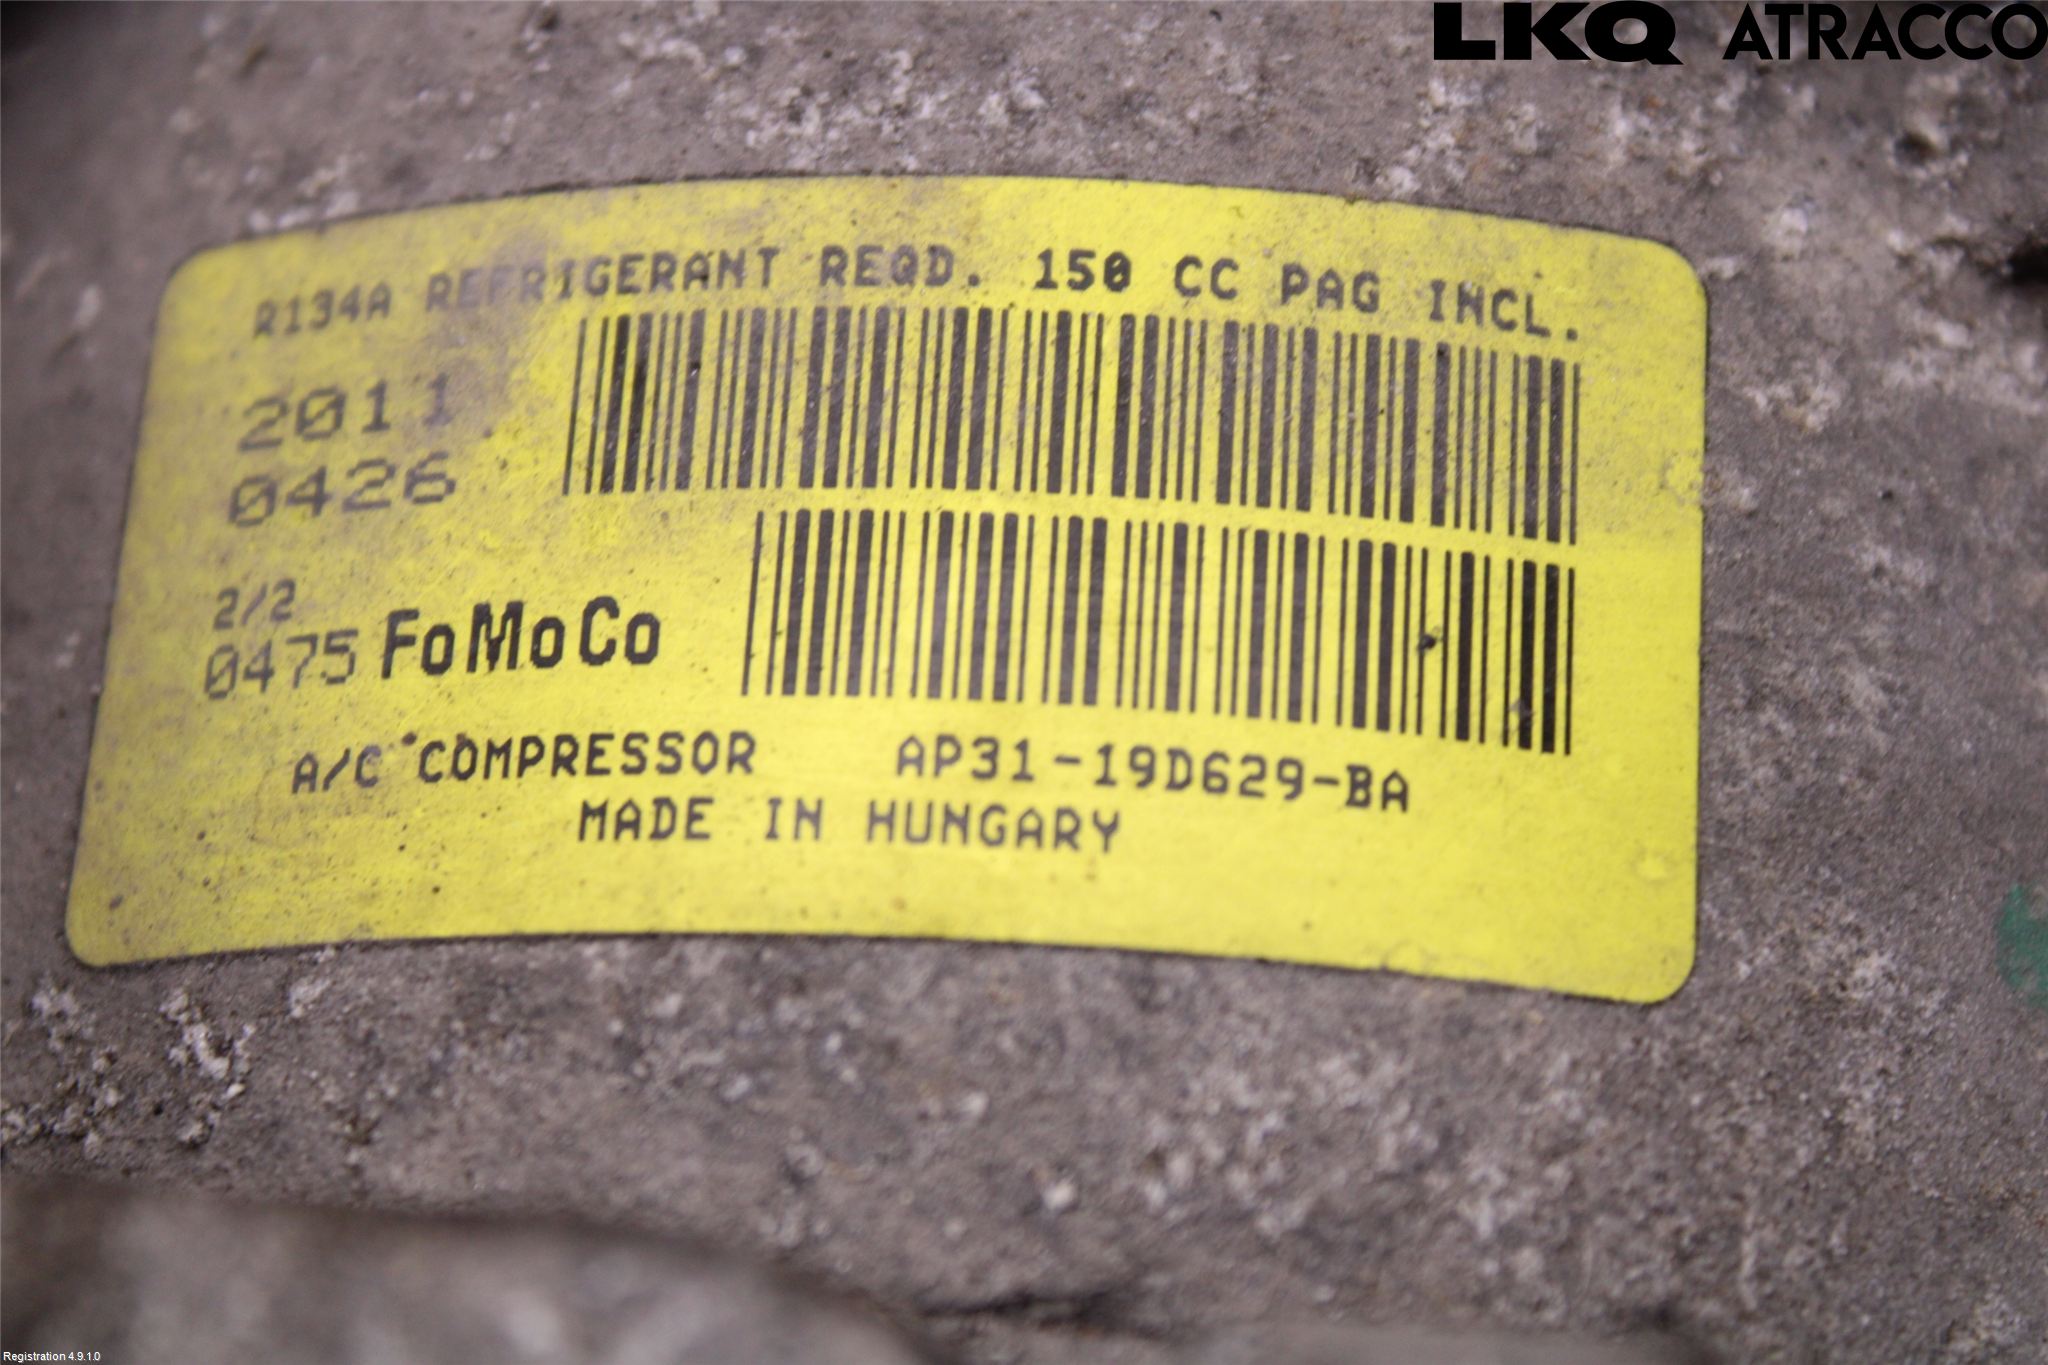 LKQ ATRACCO
R134A REFRIGERANT REQD. 150 CC PAG INCL.
2011
0426
2/2
0475 FoMoCo
A/C COMPRESSOR AP31-19D629-BA
MADE IN HUNGARY
Registration 4.9.1.0